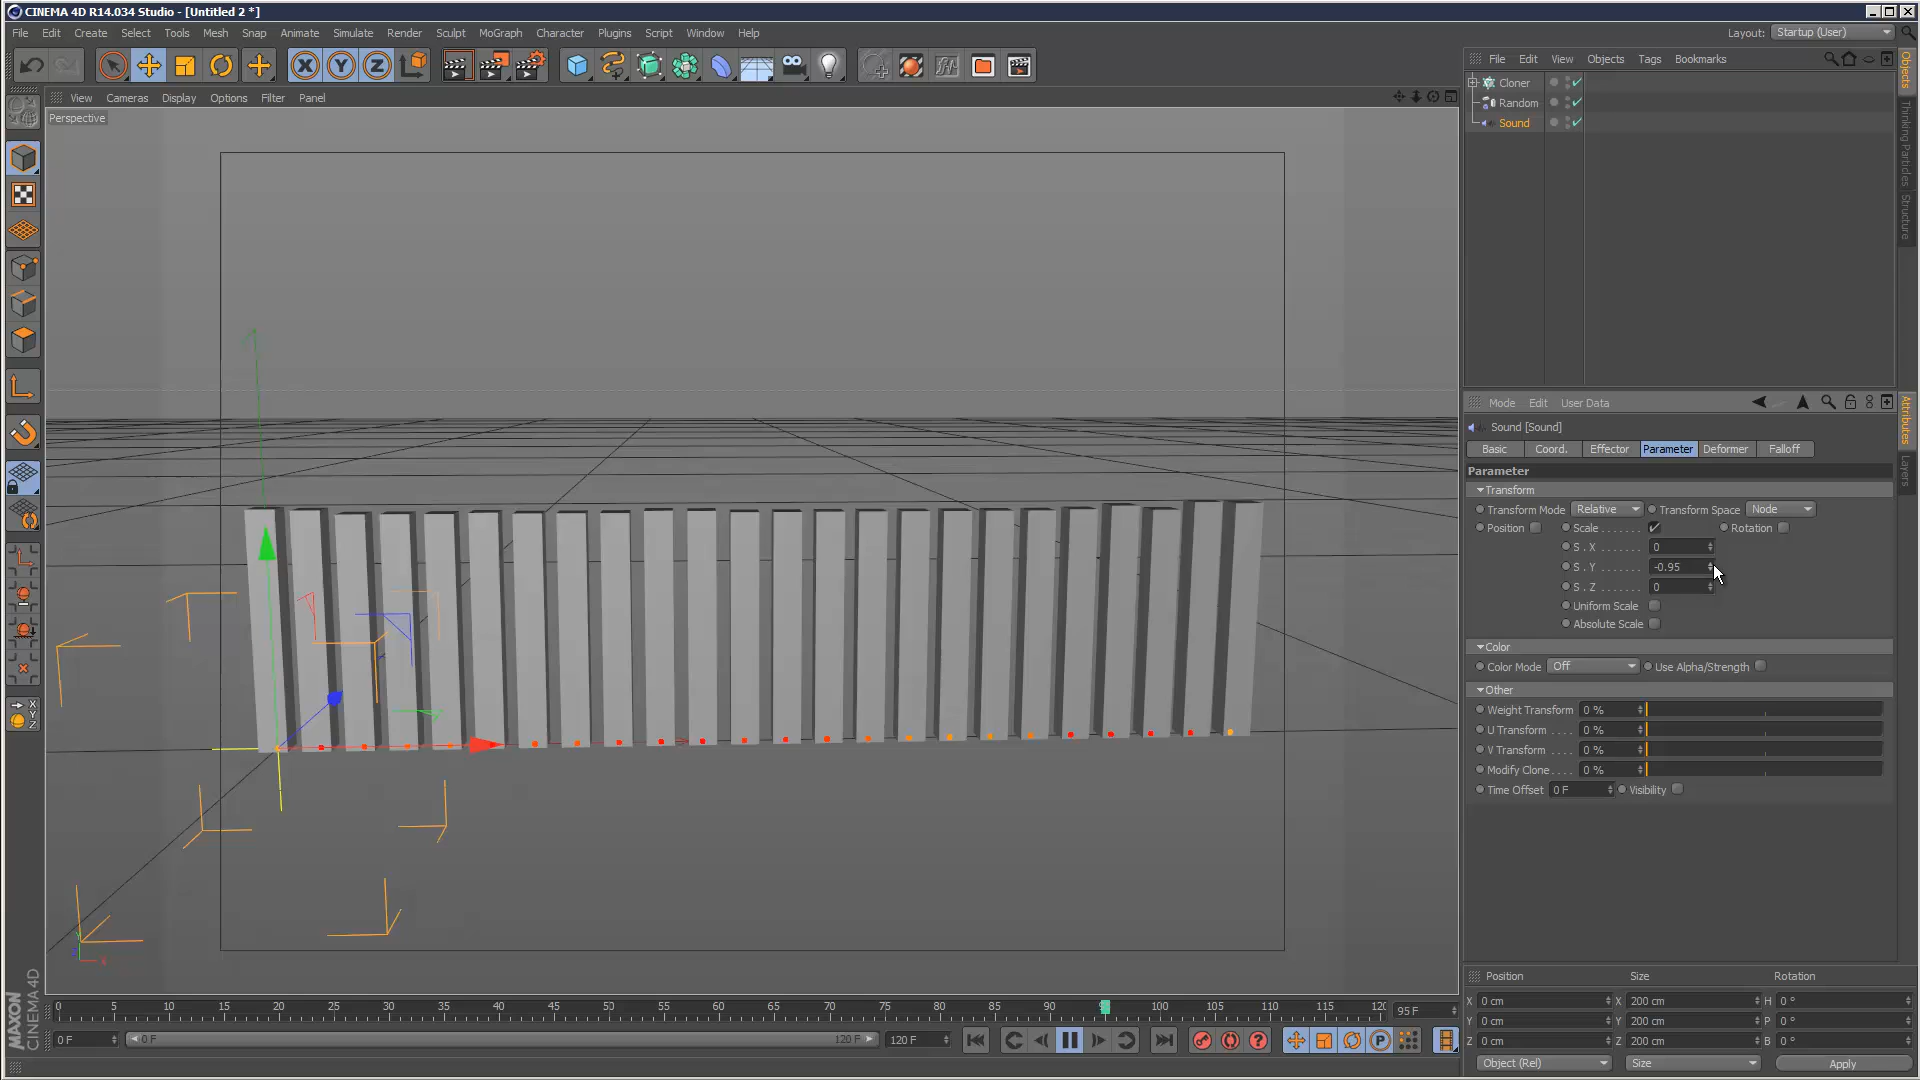 CINEMA 4D R14.034 Studio - [Untitled 2 *]
File Edit Create Select Tools Mesh Snap Animate Simulate Render Sculpt MoGraph Character Plugins Script Window Help
Layout: Startup (User)
View Cameras Display Options Filter Panel
Perspective
File Edit View Objects Tags Bookmarks
Cloner
Random
Sound
Objects
Thinking Particles
Structure
Mode Edit User Data
Sound [Sound]
Basic Coord. Effector Parameter Deformer Falloff
Parameter
Transform
Transform Mode Relative Transform Space Node
Position Scale . . . . . . . Rotation
S . X . . . . . . . 0
S . Y . . . . . . . -0.95
S . Z . . . . . . . 0
Uniform Scale
Absolute Scale
Color
Color Mode Off Use Alpha/Strength
Other
Weight Transform 0 %
U Transform . . . . 0 %
V Transform . . . . 0 %
Modify Clone . . . . 0 %
Time Offset 0 F Visibility
Attributes
Layers
Position Size Rotation
X 0 cm X 200 cm H 0 °
Y 0 cm Y 200 cm P 0 °
Z 0 cm Z 200 cm B 0 °
Object (Rel) Size Apply
0 5 10 15 20 25 30 35 40 45 50 55 60 65 70 75 80 85 90 100 105 110 115 95 F
0 F 0 F 120 F 120 F
MAXON
CINEMA 4D